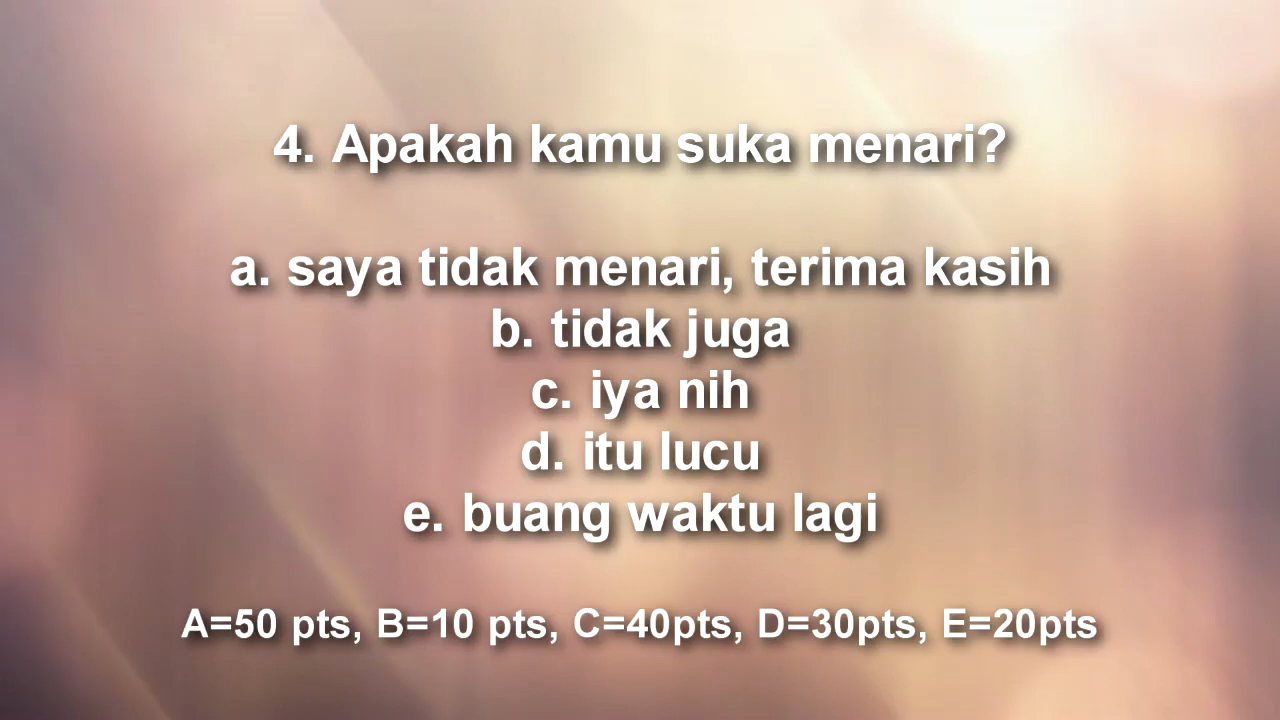 4. Apakah kamu suka menari?
a. saya tidak menari, terima kasih
b. tidak juga
c. iya nih
d. itu lucu
e. buang waktu lagi
A=50 pts, B=10 pts, C=40pts, D=30pts, E=20pts